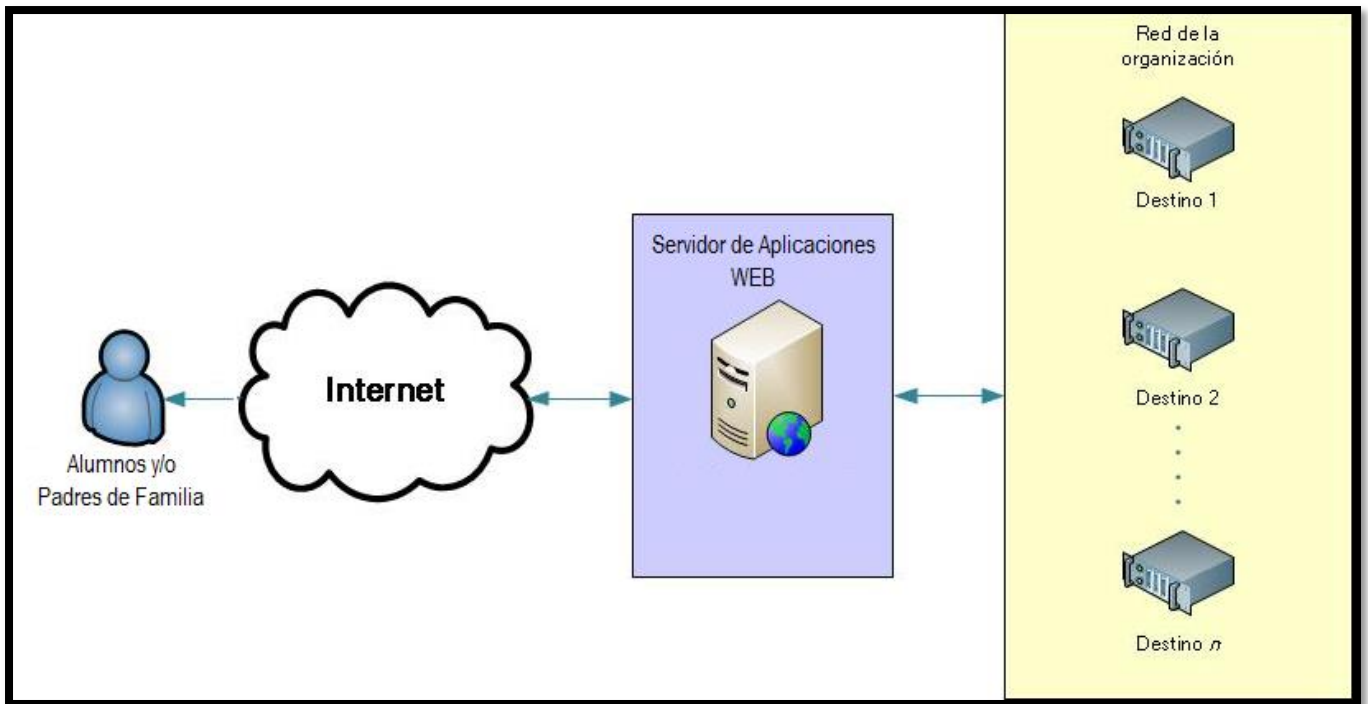 Alumnos y/o
Padres de Familia
Internet
Servidor de Aplicaciones
WEB
Red de la
organización
Destino 1
Destino 2
Destino n